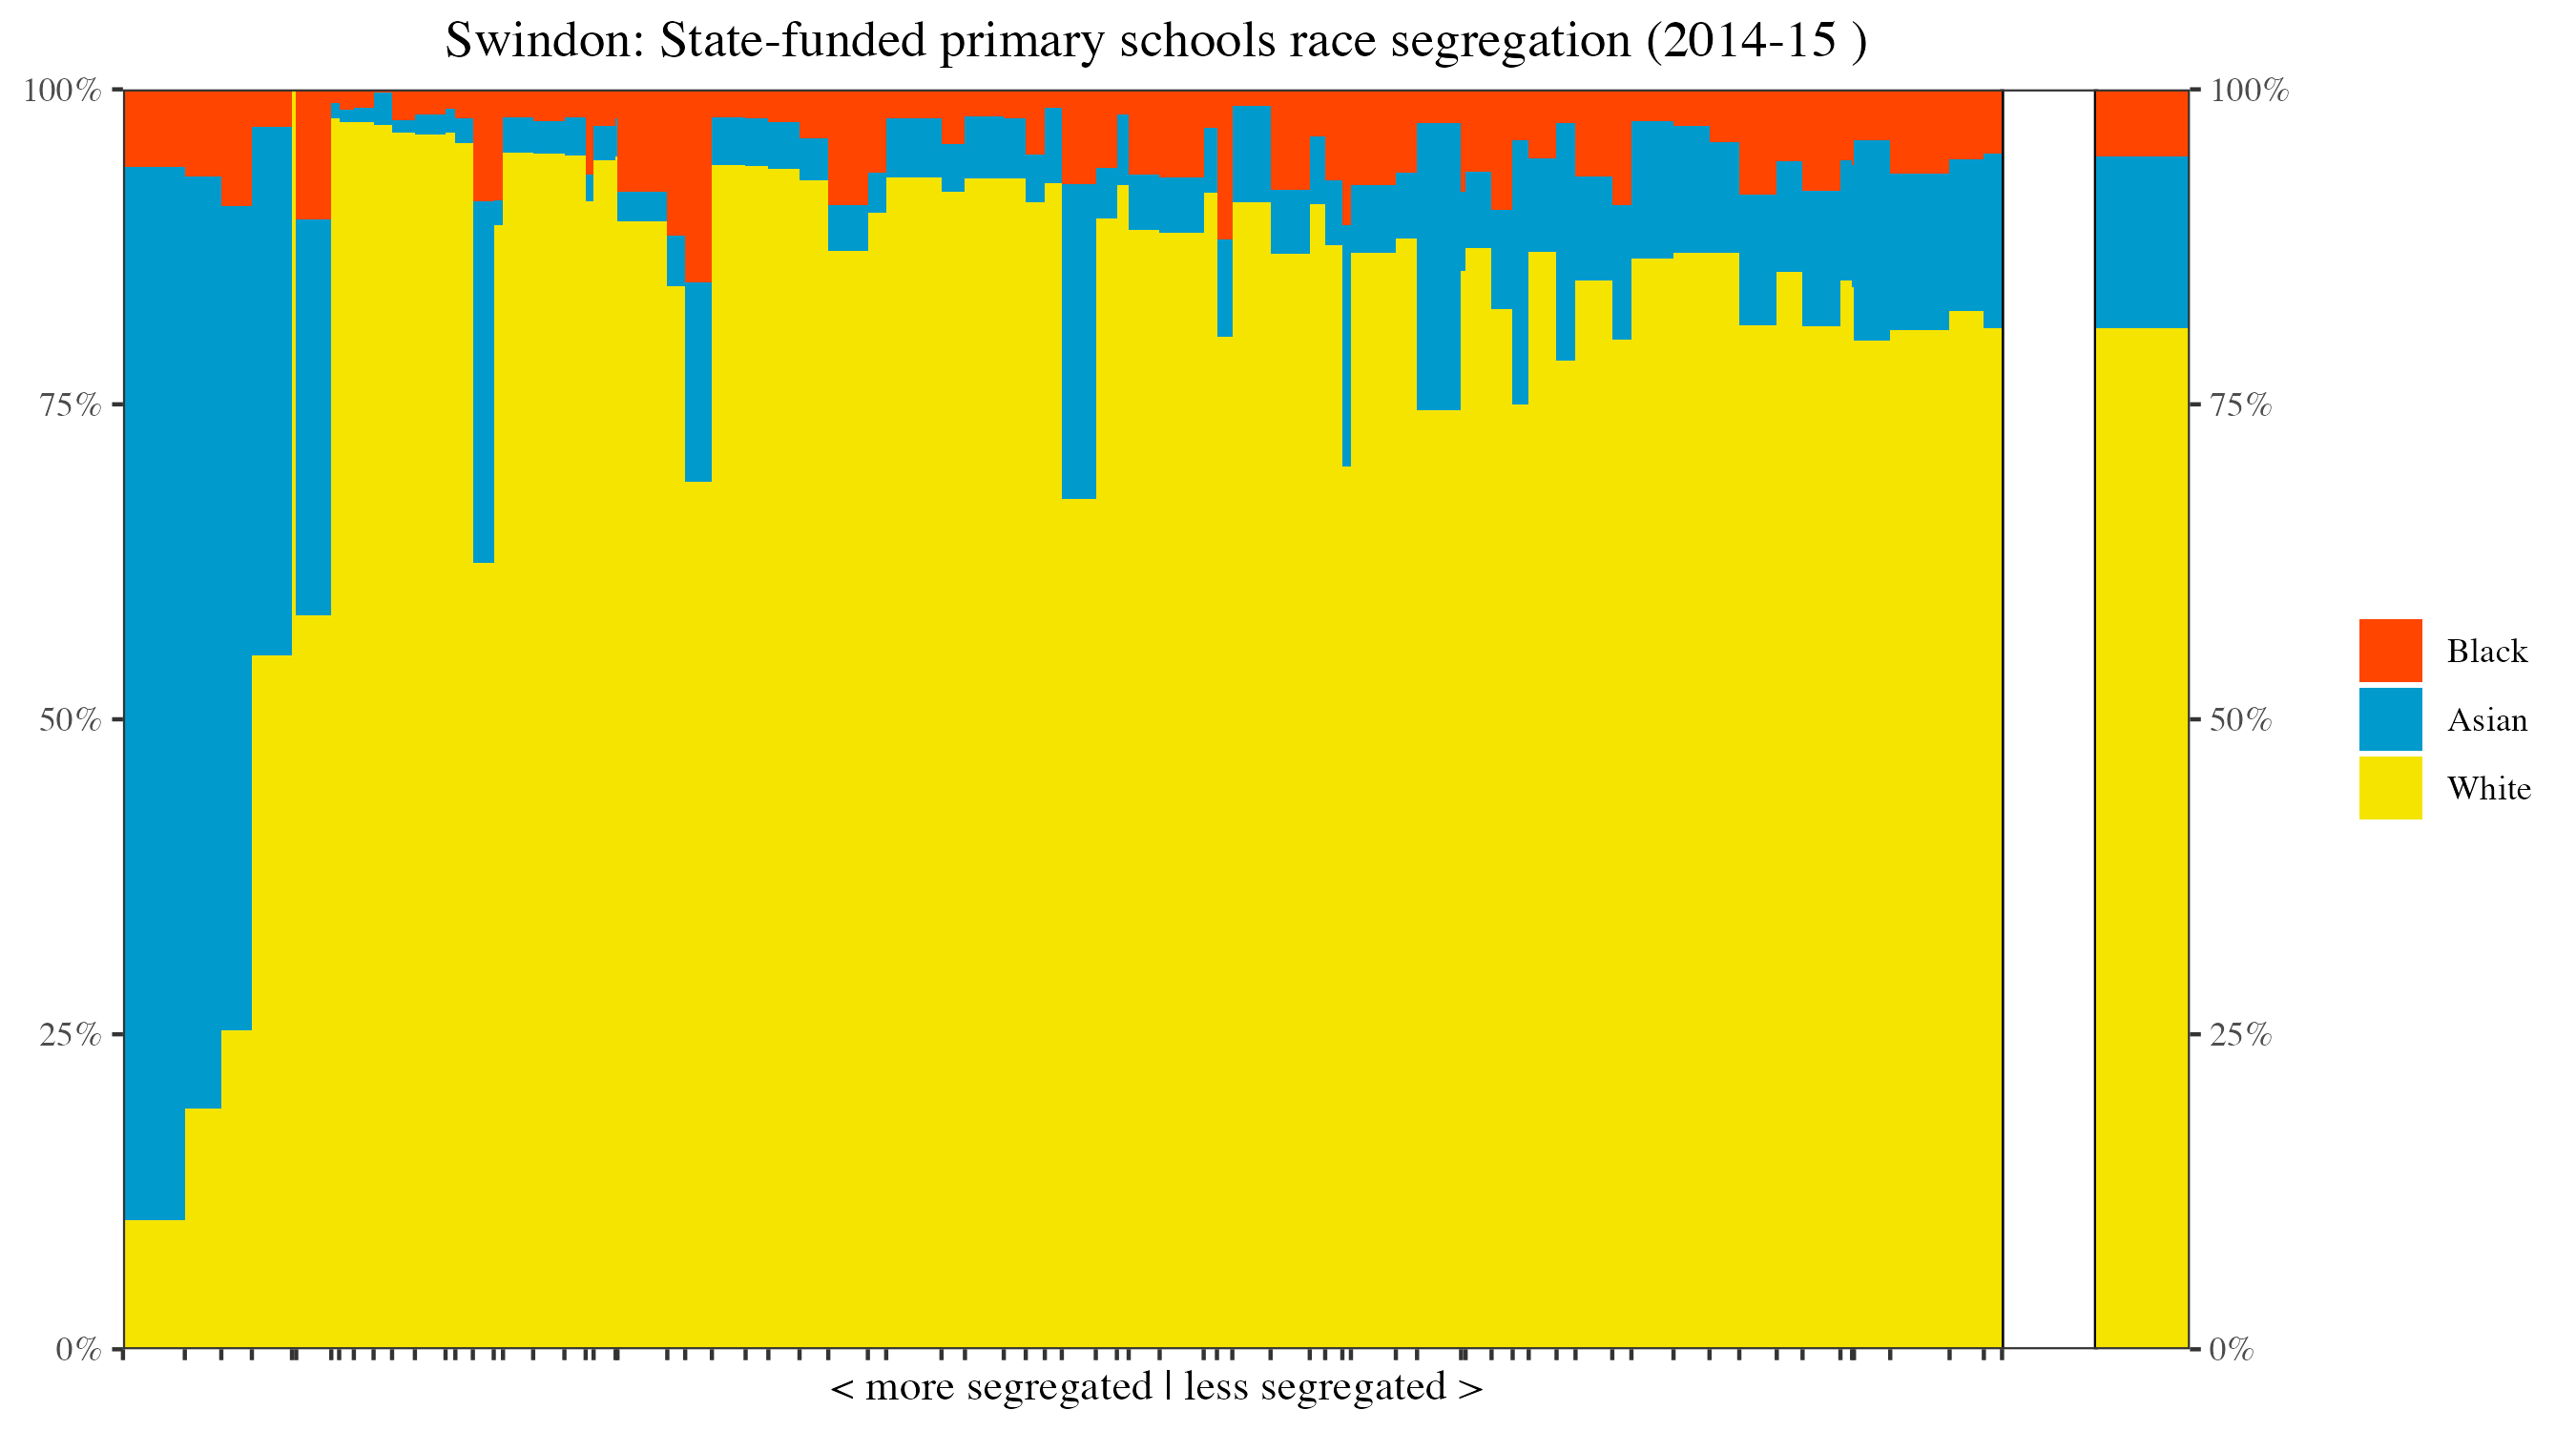 Swindon: State-funded primary schools race segregation (2014-15 )
100%
75%
50%
25%
0%
100%
75%
50%
25%
0%
Black
Asian
White
< more segregated | less segregated >